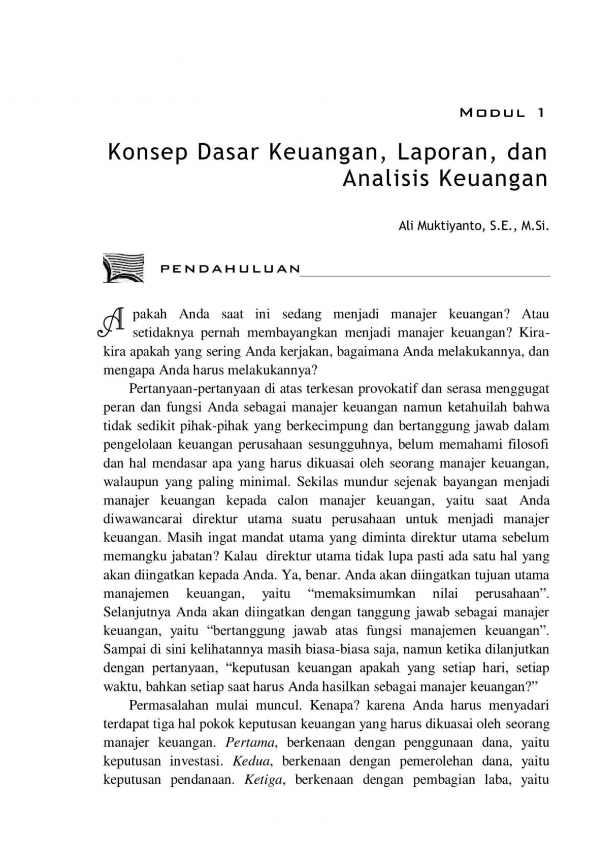 MODUL 1
Konsep Dasar Keuangan, Laporan, dan
Analisis Keuangan
Ali Muktiyanto, S.E., M.Si.
PENDAHULUAN
Apakah Anda saat ini sedang menjadi manajer keuangan? Atau
setidaknya pernah membayangkan menjadi manajer keuangan? Kira-
kira apakah yang sering Anda kerjakan, bagaimana Anda melakukannya, dan
mengapa Anda harus melakukannya?
Pertanyaan-pertanyaan di atas terkesan provokatif dan serasa menggugat
peran dan fungsi Anda sebagai manajer keuangan namun ketahuilah bahwa
tidak sedikit pihak-pihak yang berkecimpung dan bertanggung jawab dalam
pengelolaan keuangan perusahaan sesungguhnya, belum memahami filosofi
dan hal mendasar apa yang harus dikuasai oleh seorang manajer keuangan,
walaupun yang paling minimal. Sekilas mundur sejenak bayangan menjadi
manajer keuangan kepada calon manajer keuangan, yaitu saat Anda
diwawancarai direktur utama suatu perusahaan untuk menjadi manajer
keuangan. Masih ingat mandat utama yang diminta direktur utama sebelum
memangku jabatan? Kalau direktur utama tidak lupa pasti ada satu hal yang
akan diingatkan kepada Anda. Ya, benar. Anda akan diingatkan tujuan utama
manajemen keuangan, yaitu “memaksimumkan nilai perusahaan”.
Selanjutnya Anda akan diingatkan dengan tanggung jawab sebagai manajer
keuangan, yaitu “bertanggung jawab atas fungsi manajemen keuangan”.
Sampai di sini kelihatannya masih biasa-biasa saja, namun ketika dilanjutkan
dengan pertanyaan, “keputusan keuangan apakah yang setiap hari, setiap
waktu, bahkan setiap saat harus Anda hasilkan sebagai manajer keuangan?”
Permasalahan mulai muncul. Kenapa? karena Anda harus menyadari
terdapat tiga hal pokok keputusan keuangan yang harus dikuasai oleh seorang
manajer keuangan. Pertama, berkenaan dengan penggunaan dana, yaitu
keputusan investasi. Kedua, berkenaan dengan pemerolehan dana, yaitu
keputusan pendanaan. Ketiga, berkenaan dengan pembagian laba, yaitu